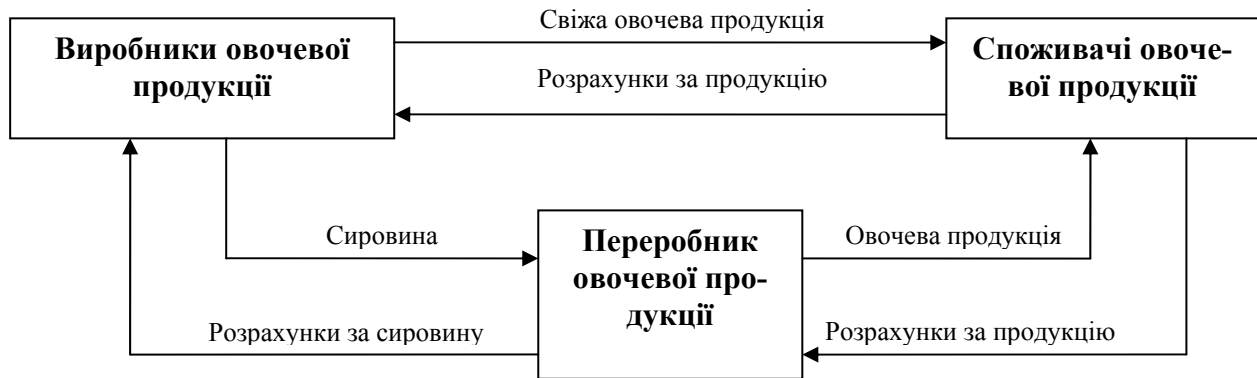 Свіжа овочева продукція
Виробники овочевої
продукції
Споживачі овоче-
вої продукції
Розрахунки за продукцію
Сировина
Переробник
овочевої про-
дукції
Овочева продукція
Розрахунки за сировину
Розрахунки за продукцію